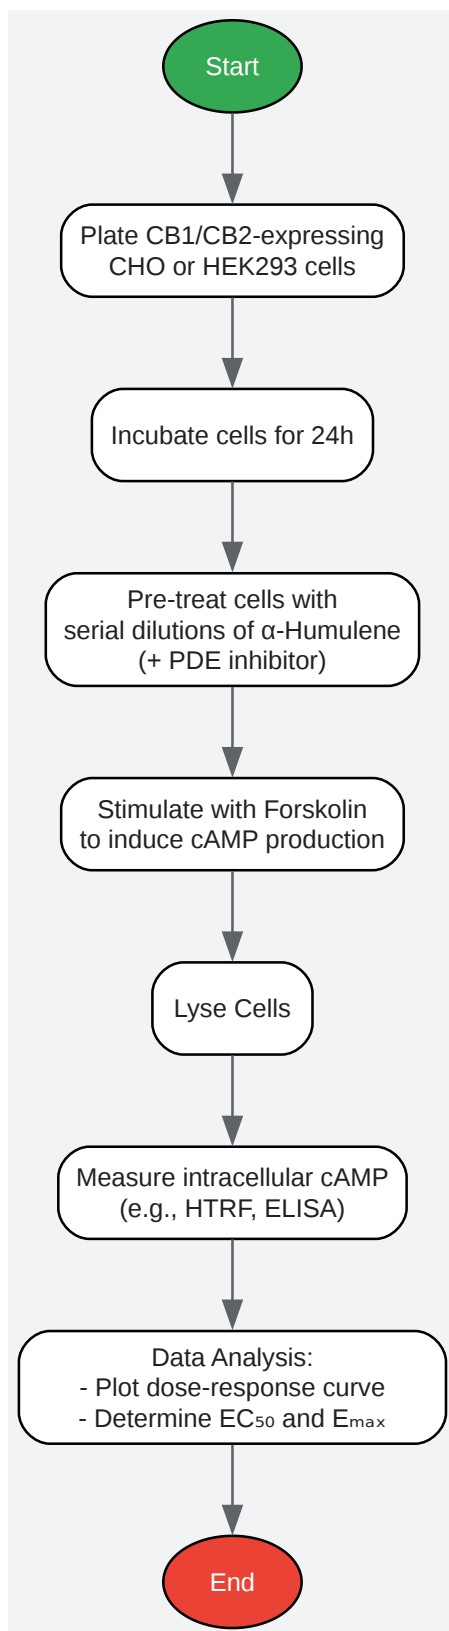 Start
Plate CB1/CB2-expressing
CHO or HEK293 cells
Incubate cells for 24h
Pre-treat cells with
serial dilutions of α-Humulene
(+ PDE inhibitor)
Stimulate with Forskolin
to induce cAMP production
Lyse Cells
Measure intracellular cAMP
(e.g., HTRF, ELISA)
Data Analysis:
- Plot dose-response curve
- Determine EC₅₀ and Eₘₐₓ
End